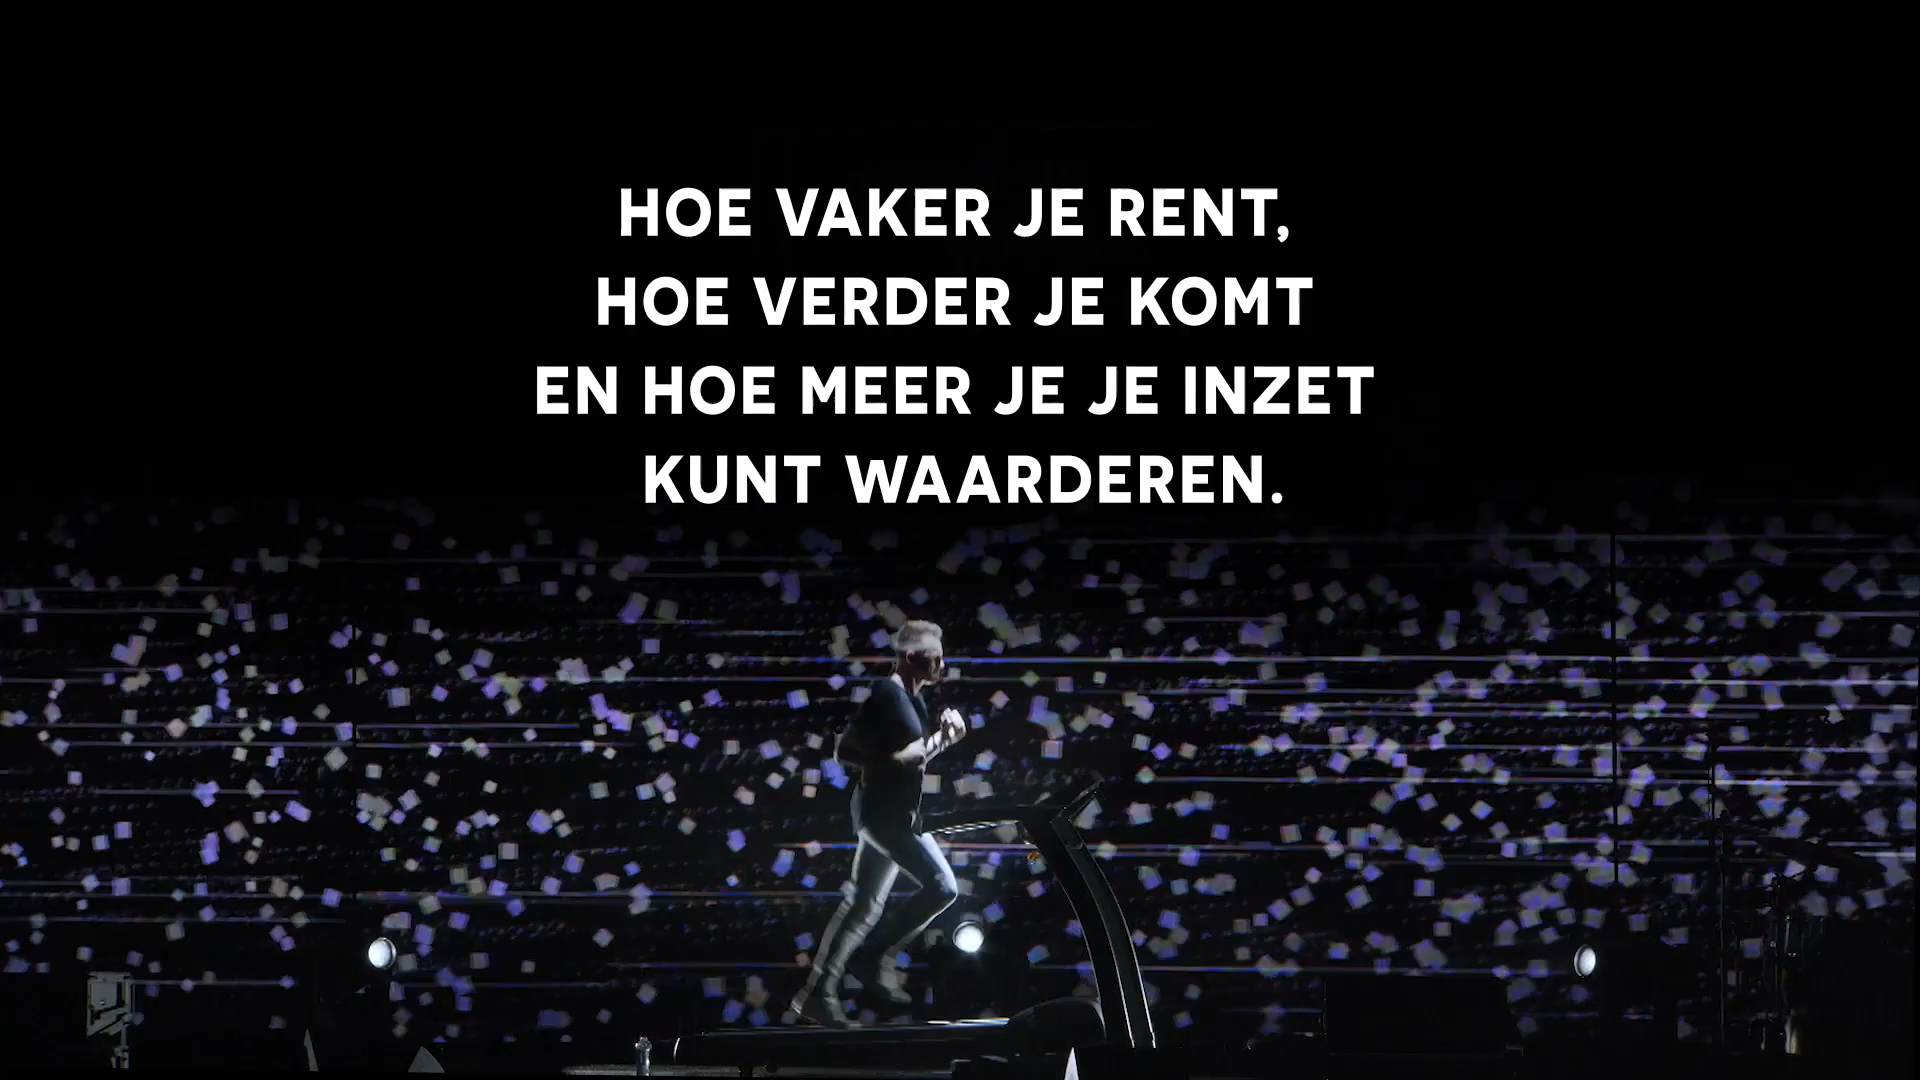 HOE VAKER JE RENT,
HOE VERDER JE KOMT
EN HOE MEER JE JE INZET
KUNT WAARDEREN.